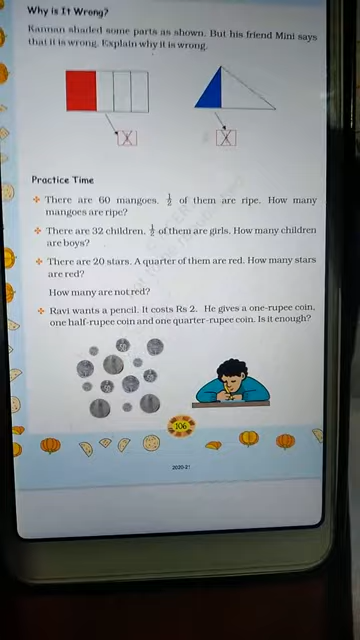 Why is It Wrong?
Kannan shaded some parts as shown. But his friend Mini says
that it is wrong. Explain why it is wrong.
Practice Time
There are 60 mangoes. 1/2 of them are ripe. How many
mangoes are ripe?
There are 32 children. 1/2 of them are girls. How many children
are boys?
There are 20 stars. A quarter of them are red. How many stars
are red?
How many are not red?
Ravi wants a pencil. It costs Rs 2. He gives a one-rupee coin,
one half-rupee coin and one quarter-rupee coin. Is it enough?
106
2020-21